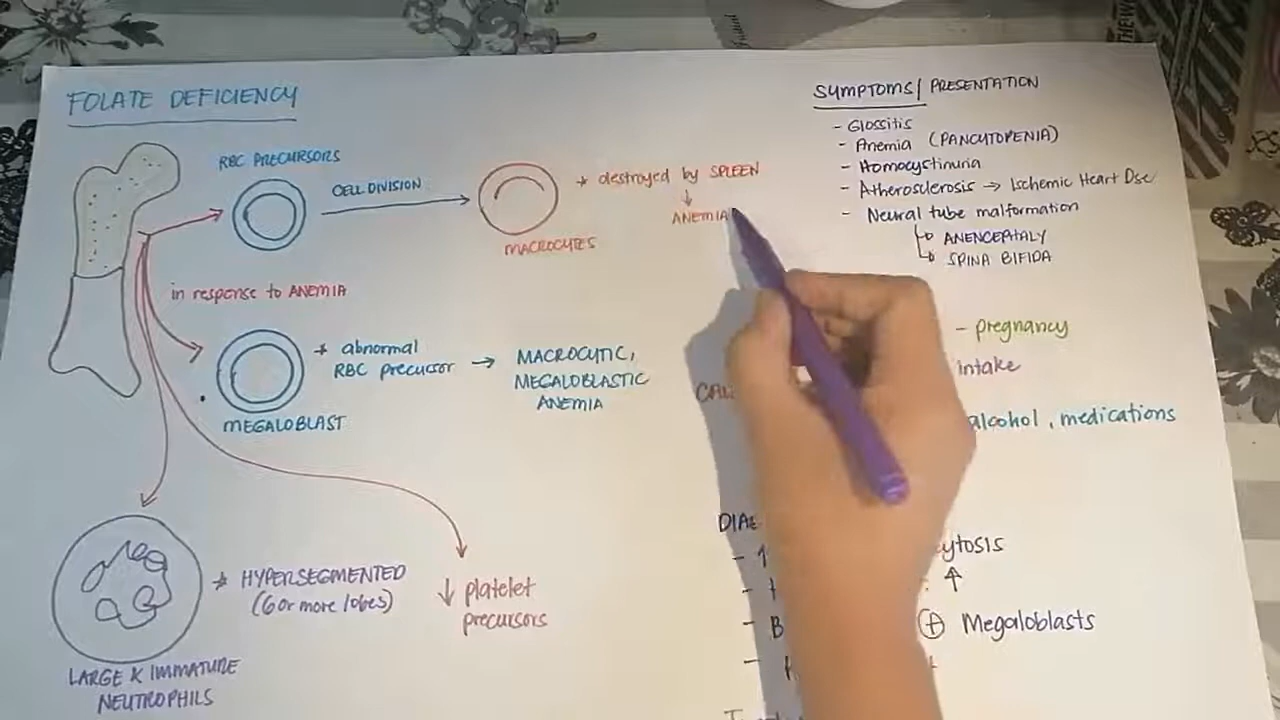 FOLATE DEFICIENCY
RBC PRECURSORS
CELL DIVISION
MACROCYTES
* destroyed by SPLEEN
↓
ANEMIA
in response to ANEMIA
MEGALOBLAST
* abnormal
RBC precursor →
MACROCYTIC,
MEGALOBLASTIC
ANEMIA
LARGE & IMMATURE
NEUTROPHILS
* HYPERSEGMENTED
(6 or more lobes)
↓ platelet
precursors
SYMPTOMS/ PRESENTATION
- Glossitis
- Anemia (PANCYTOPENIA)
- Homocystinuria
- Atherosclerosis → Ischemic Heart Dse
- Neural tube malformation
↳ ANENCEPHALY
↳ SPINA BIFIDA
- pregnancy
intake
alcohol, medications
ytosis
↑
⊕ Megaloblasts